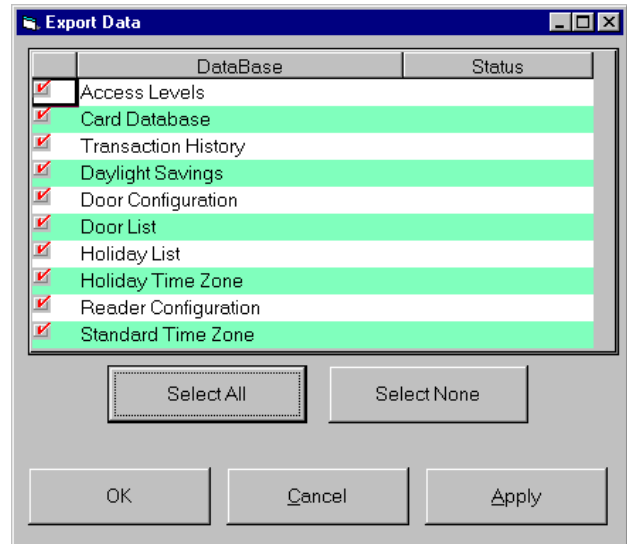 Export Data
DataBase Status
Access Levels
Card Database
Transaction History
Daylight Savings
Door Configuration
Door List
Holiday List
Holiday Time Zone
Reader Configuration
Standard Time Zone
Select All Select None
OK Cancel Apply